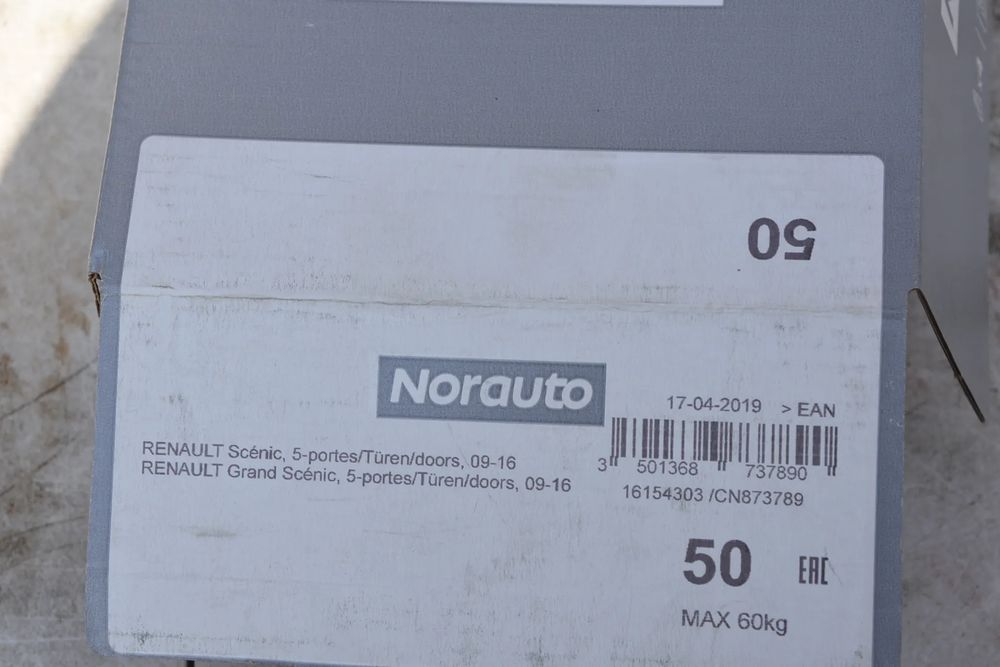 50
Norauto
17-04-2019 > EAN
RENAULT Scénic, 5-portes/Türen/doors, 09-16
RENAULT Grand Scénic, 5-portes/Türen/doors, 09-16
3 501368 737890
16154303 /CN873789
50 EAC
MAX 60kg